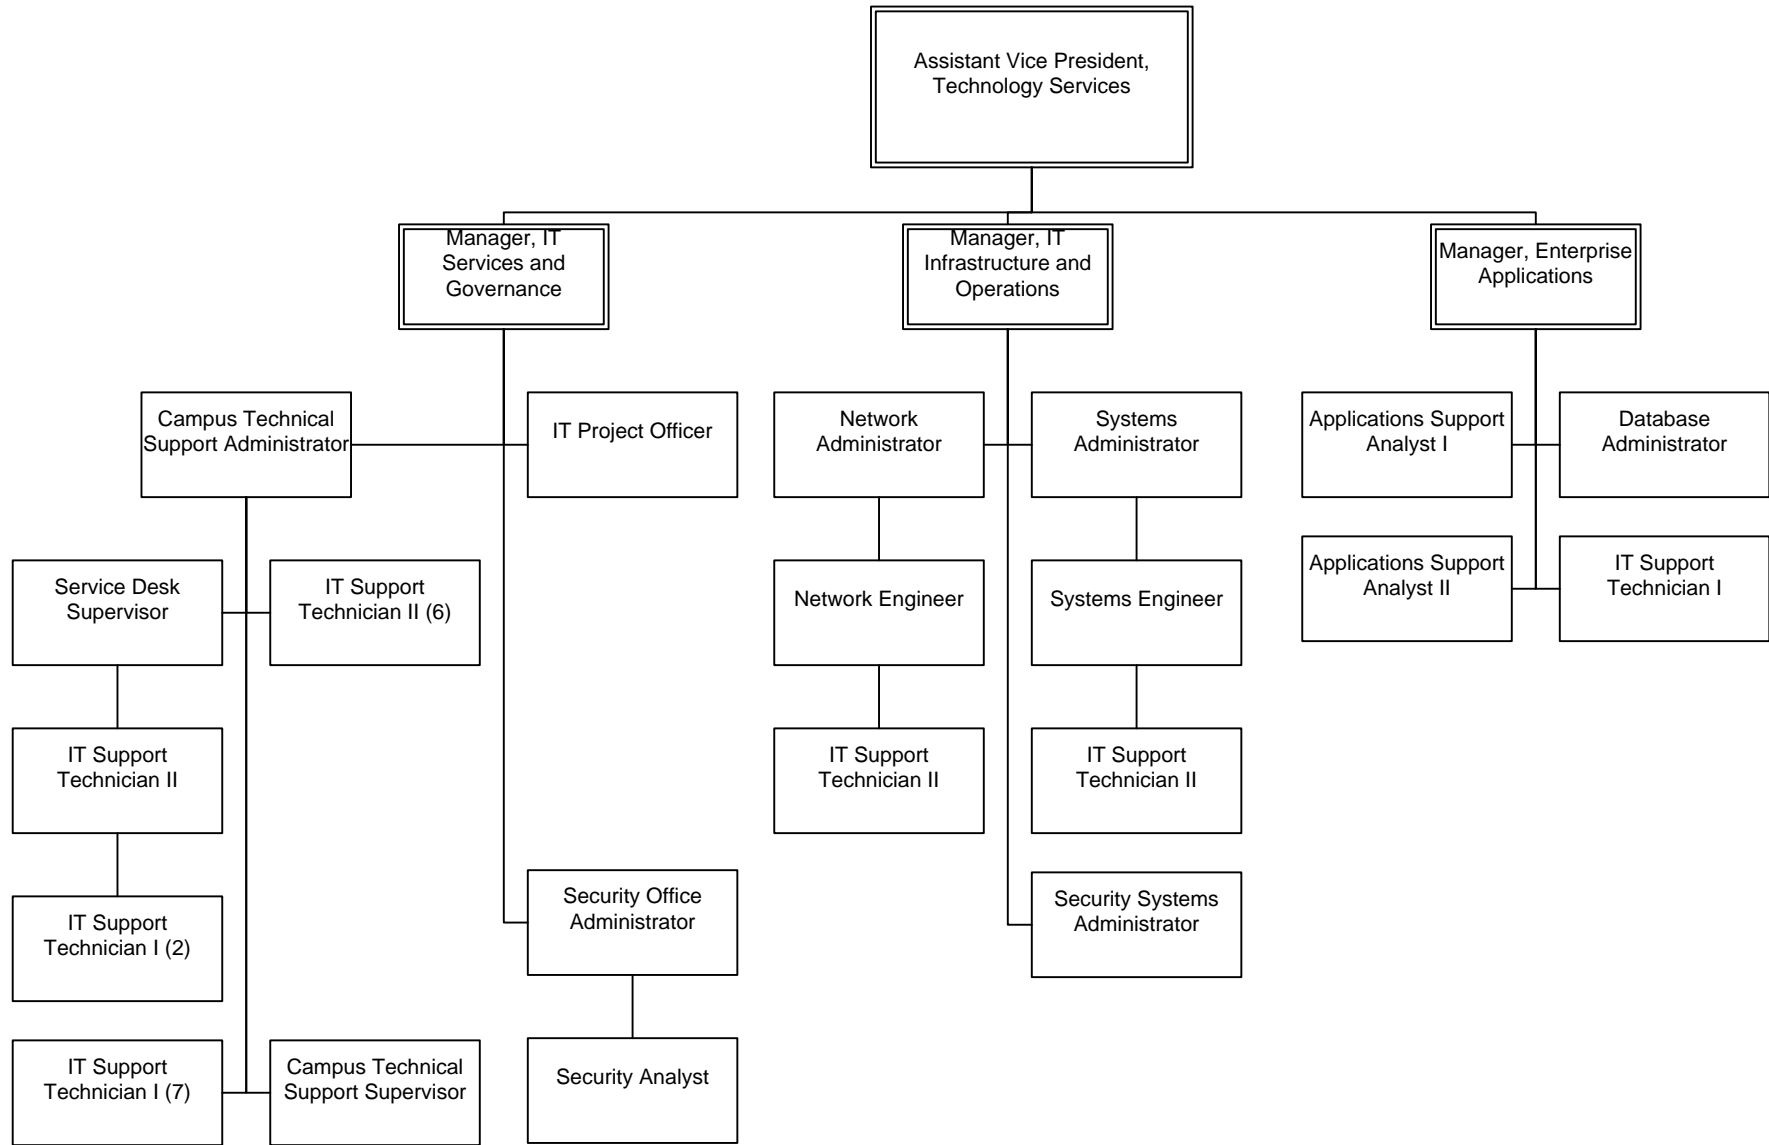 Assistant Vice President,
Technology Services
Manager, IT
Services and
Governance
Manager, IT
Infrastructure and
Operations
Manager, Enterprise
Applications
Campus Technical
Support Administrator
IT Project Officer
Network
Administrator
Systems
Administrator
Applications Support
Analyst I
Database
Administrator
Service Desk
Supervisor
IT Support
Technician II (6)
Network Engineer
Systems Engineer
Applications Support
Analyst II
IT Support
Technician I
IT Support
Technician II
IT Support
Technician II
IT Support
Technician II
IT Support
Technician I (2)
Security Office
Administrator
Security Systems
Administrator
IT Support
Technician I (7)
Campus Technical
Support Supervisor
Security Analyst